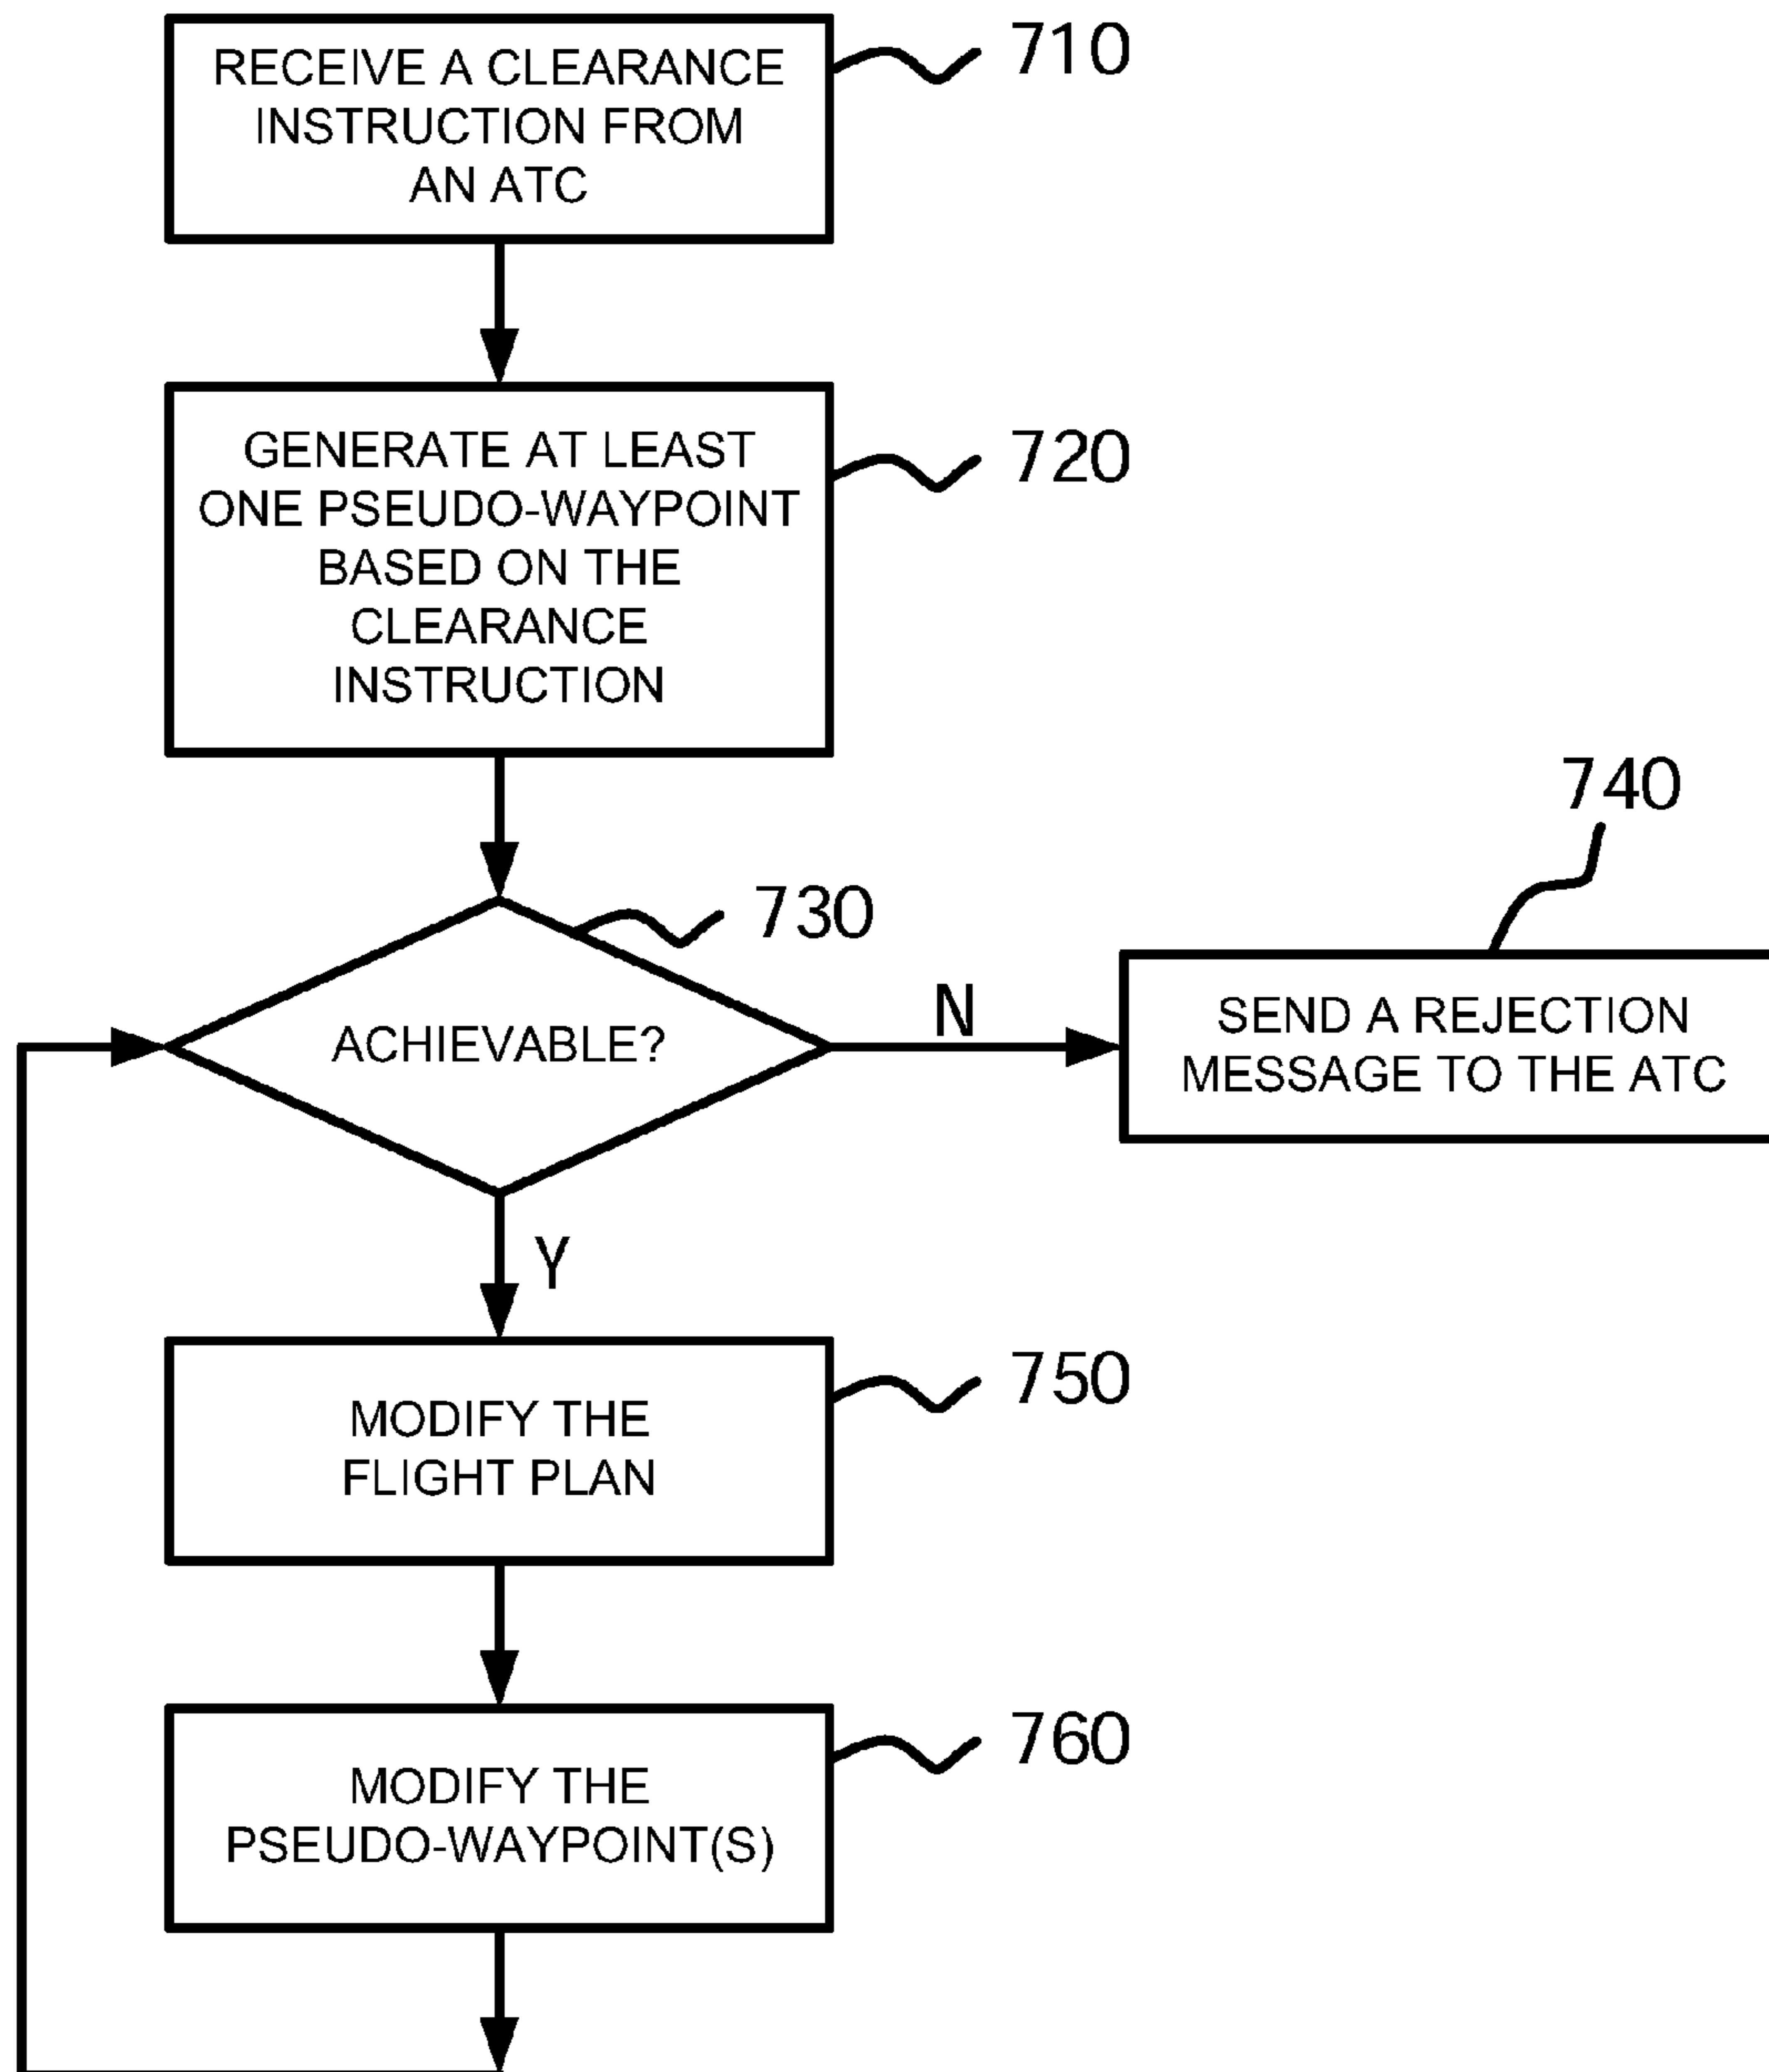 RECEIVE A CLEARANCE
INSTRUCTION FROM
AN ATC
710
GENERATE AT LEAST
ONE PSEUDO-WAYPOINT
BASED ON THE
CLEARANCE
INSTRUCTION
720
730
ACHIEVABLE?
N
740
SEND A REJECTION
MESSAGE TO THE ATC
Y
MODIFY THE
FLIGHT PLAN
750
MODIFY THE
PSEUDO-WAYPOINT(S)
760